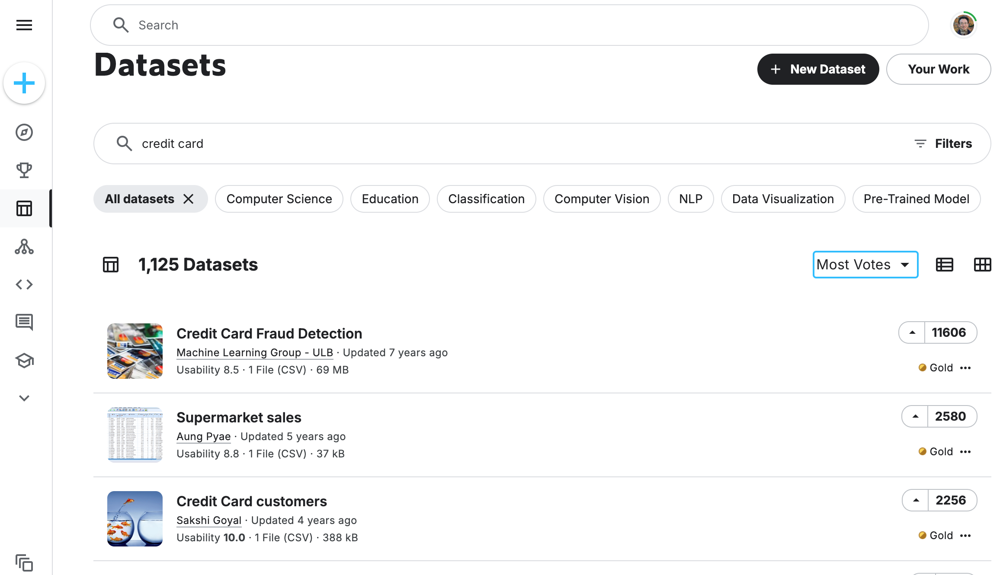 Search
Datasets
New Dataset
Your Work
credit card
Filters
All datasets
Computer Science
Education
Classification
Computer Vision
NLP
Data Visualization
Pre-Trained Model
1,125 Datasets
Most Votes
Credit Card Fraud Detection
11606
Machine Learning Group - ULB · Updated 7 years ago
Usability 8.5 · 1 File (CSV) · 69 MB
Gold
Supermarket sales
2580
Aung Pyae · Updated 5 years ago
Usability 8.8 · 1 File (CSV) · 37 kB
Gold
Credit Card customers
2256
Sakshi Goyal · Updated 4 years ago
Usability 10.0 · 1 File (CSV) · 388 kB
Gold